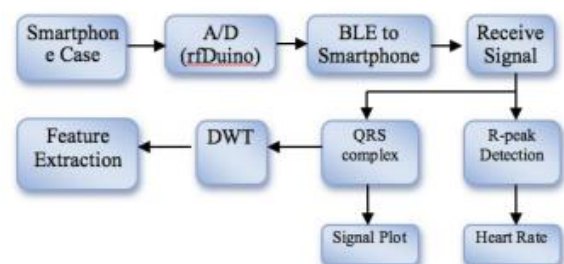 Smartphon
e Case
A/D
(rfDuino)
BLE to
Smartphone
Receive
Signal
Feature
Extraction
DWT
QRS
complex
R-peak
Detection
Signal Plot
Heart Rate